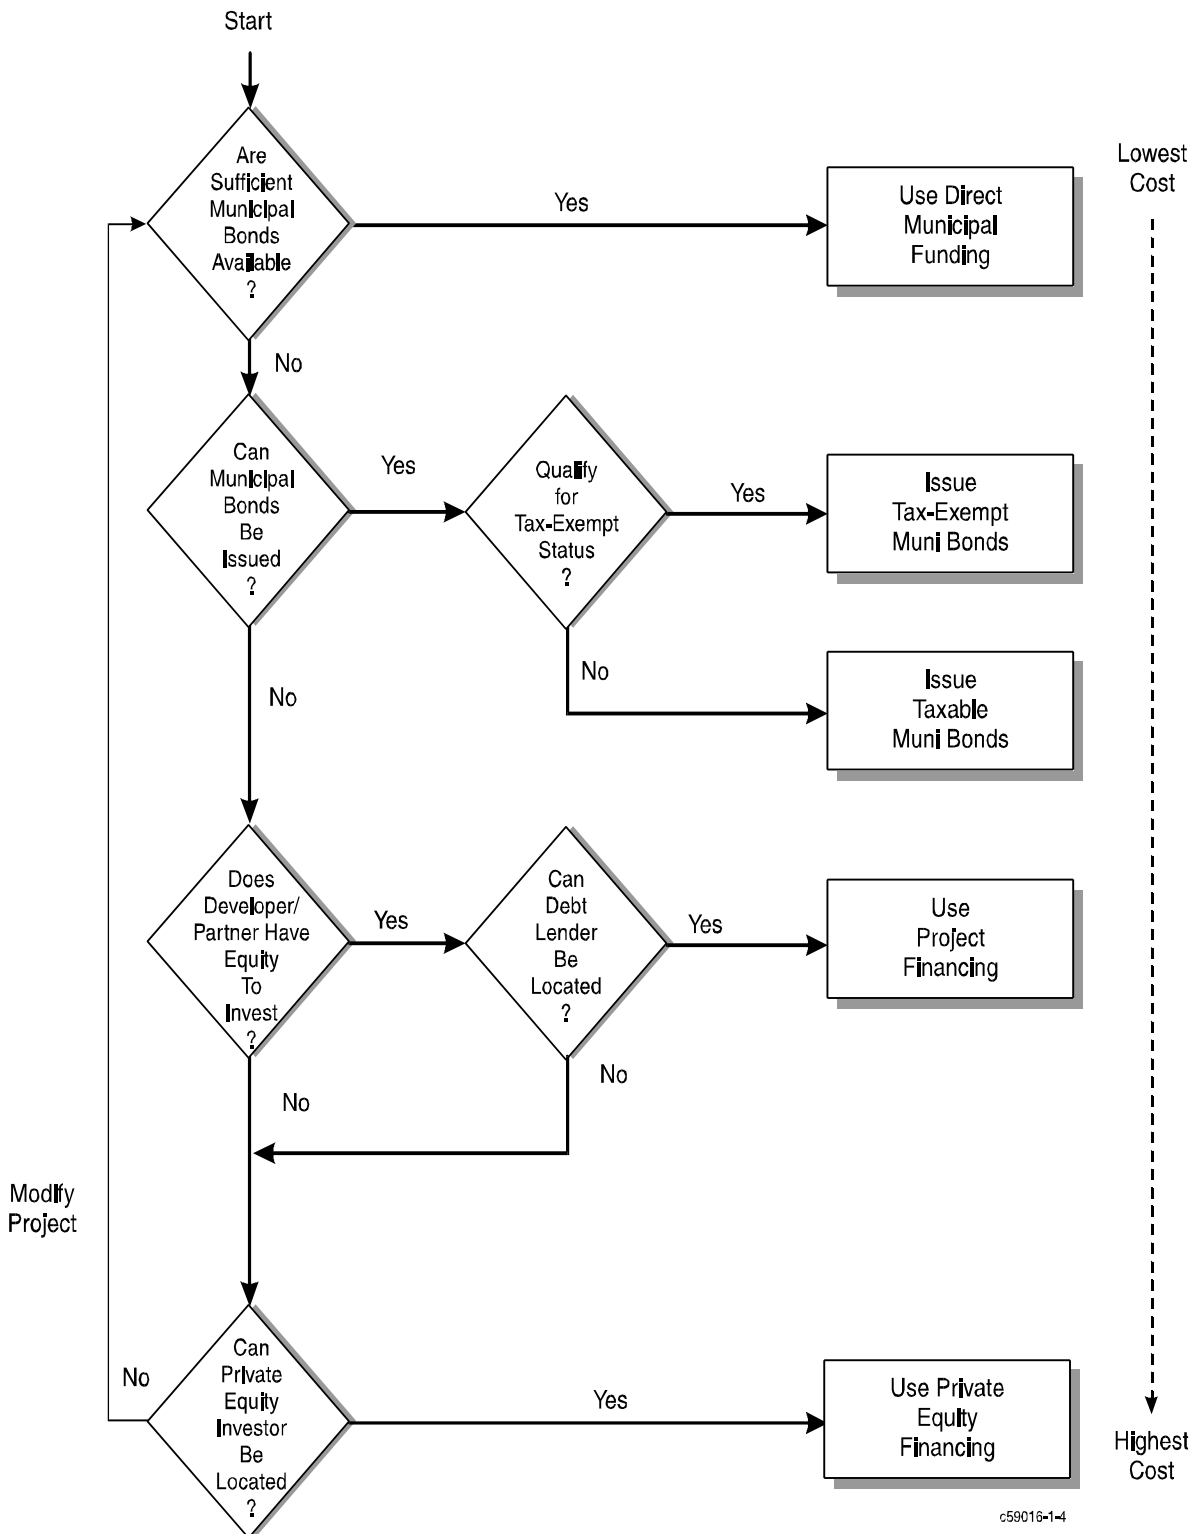 Start
Are
Sufficient
Municipal
Bonds
Available
?
Yes
Use Direct
Municipal
Funding
Lowest
Cost
No
Can
Municipal
Bonds
Be
Issued
?
Yes
Qualify
for
Tax-Exempt
Status
?
Yes
Issue
Tax-Exempt
Muni Bonds
No
Issue
Taxable
Muni Bonds
No
Does
Developer/
Partner Have
Equity
To
Invest
?
Yes
Can
Debt
Lender
Be
Located
?
Yes
Use
Project
Financing
No
No
Modify
Project
Can
Private
Equity
Investor
Be
Located
?
No
Yes
Use Private
Equity
Financing
Highest
Cost
c59016-1-4